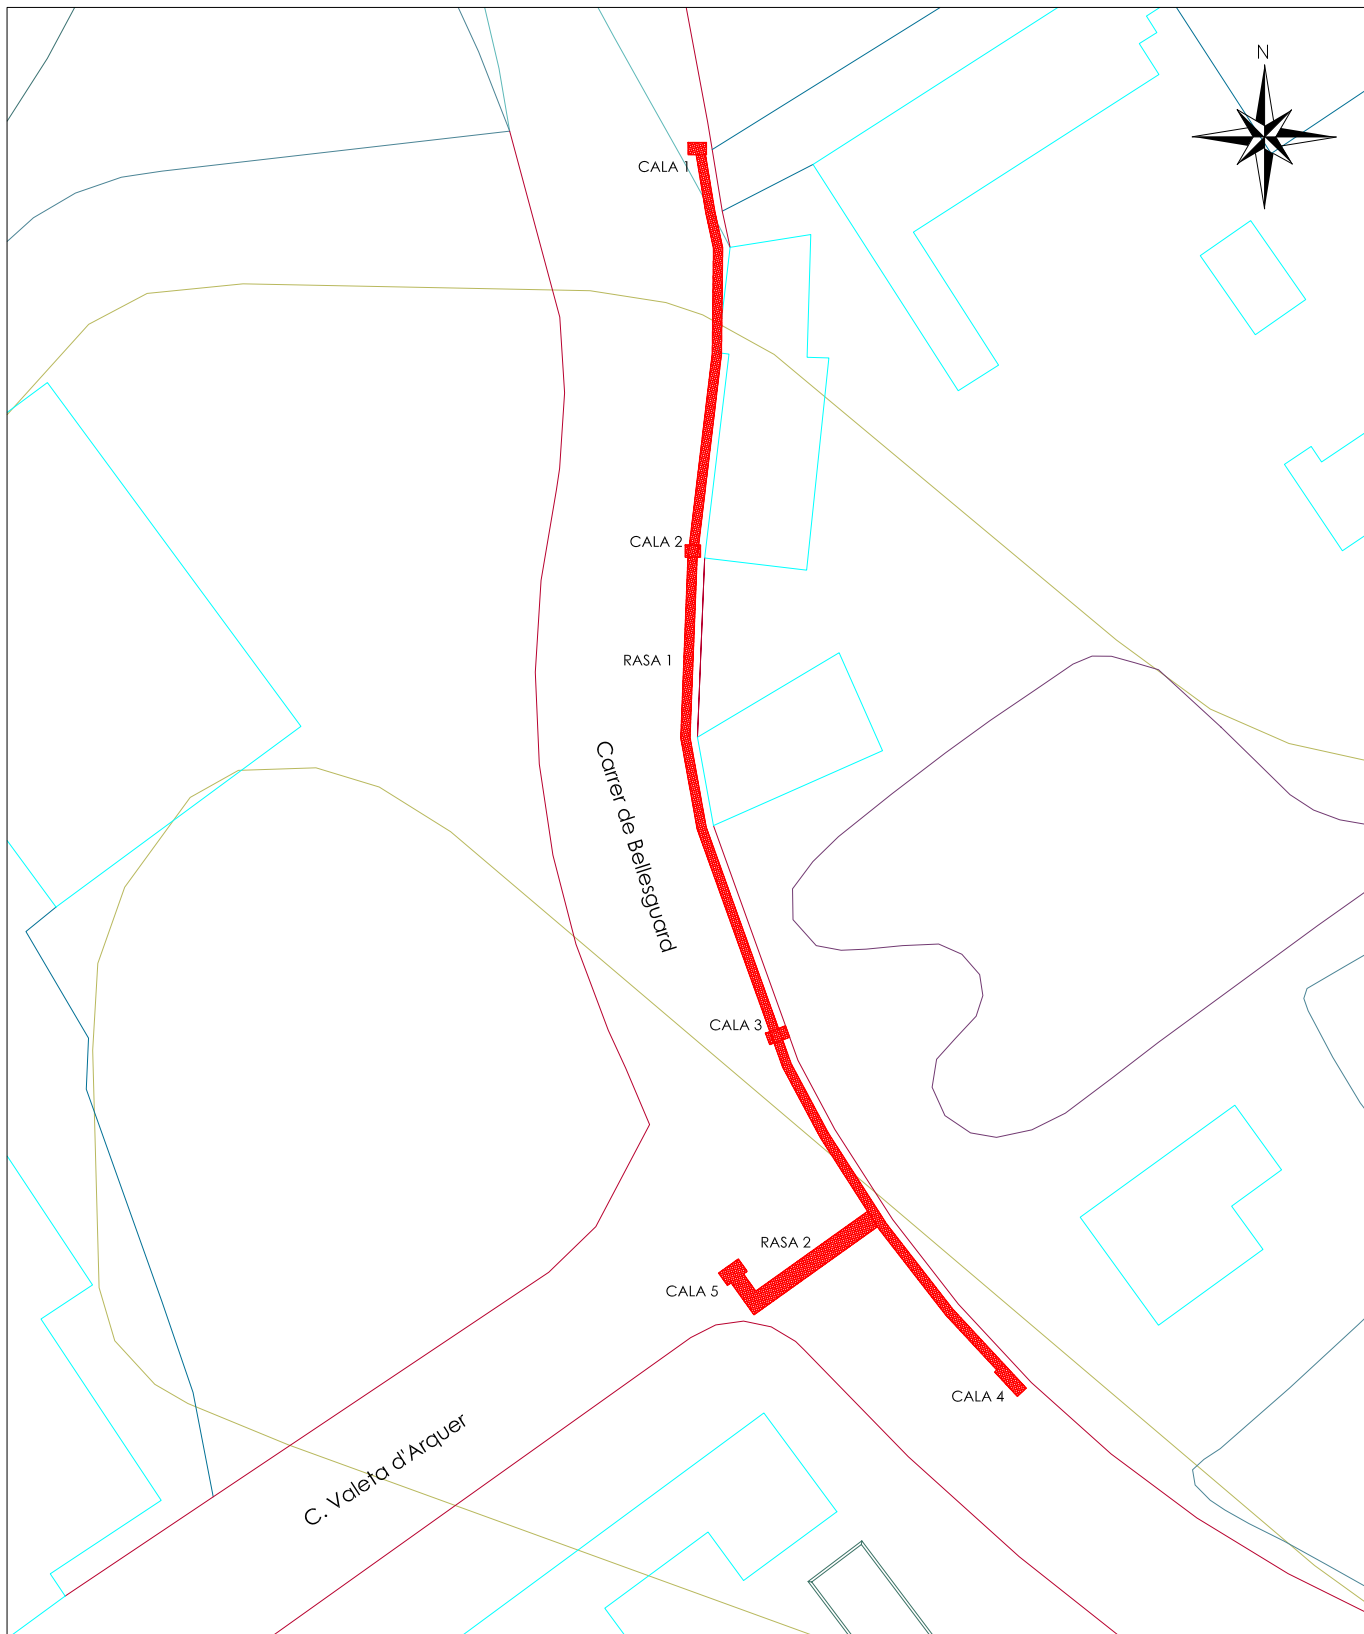 N
CALA 1
CALA 2
RASA 1
Carrer de Bellesguard
CALA 3
RASA 2
CALA 5
CALA 4
C. Valeta d'Arquer